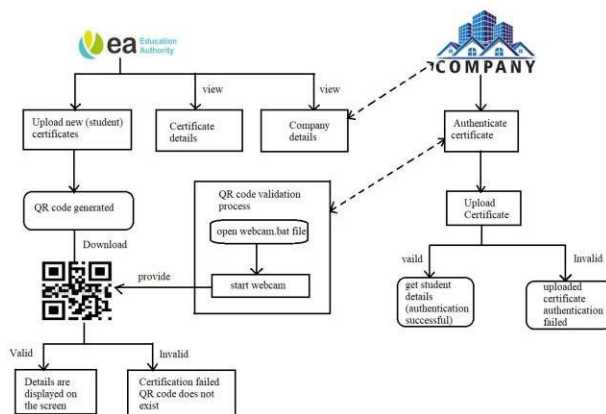 ea Education
Authority
COMPANY
view
view
Upload new (student)
certificates
Certificate
details
Company
details
Authenticate
certificate
QR code generated
QR code validation
process
open webcam.bat file
start webcam
Upload
Certificate
Download
provide
vaild
Invalid
get student
details
(authentication
successful)
uploaded
certificate
authentication
failed
Valid
Invalid
Details are
displayed on
the screen
Certification failed
QR code does not
exist